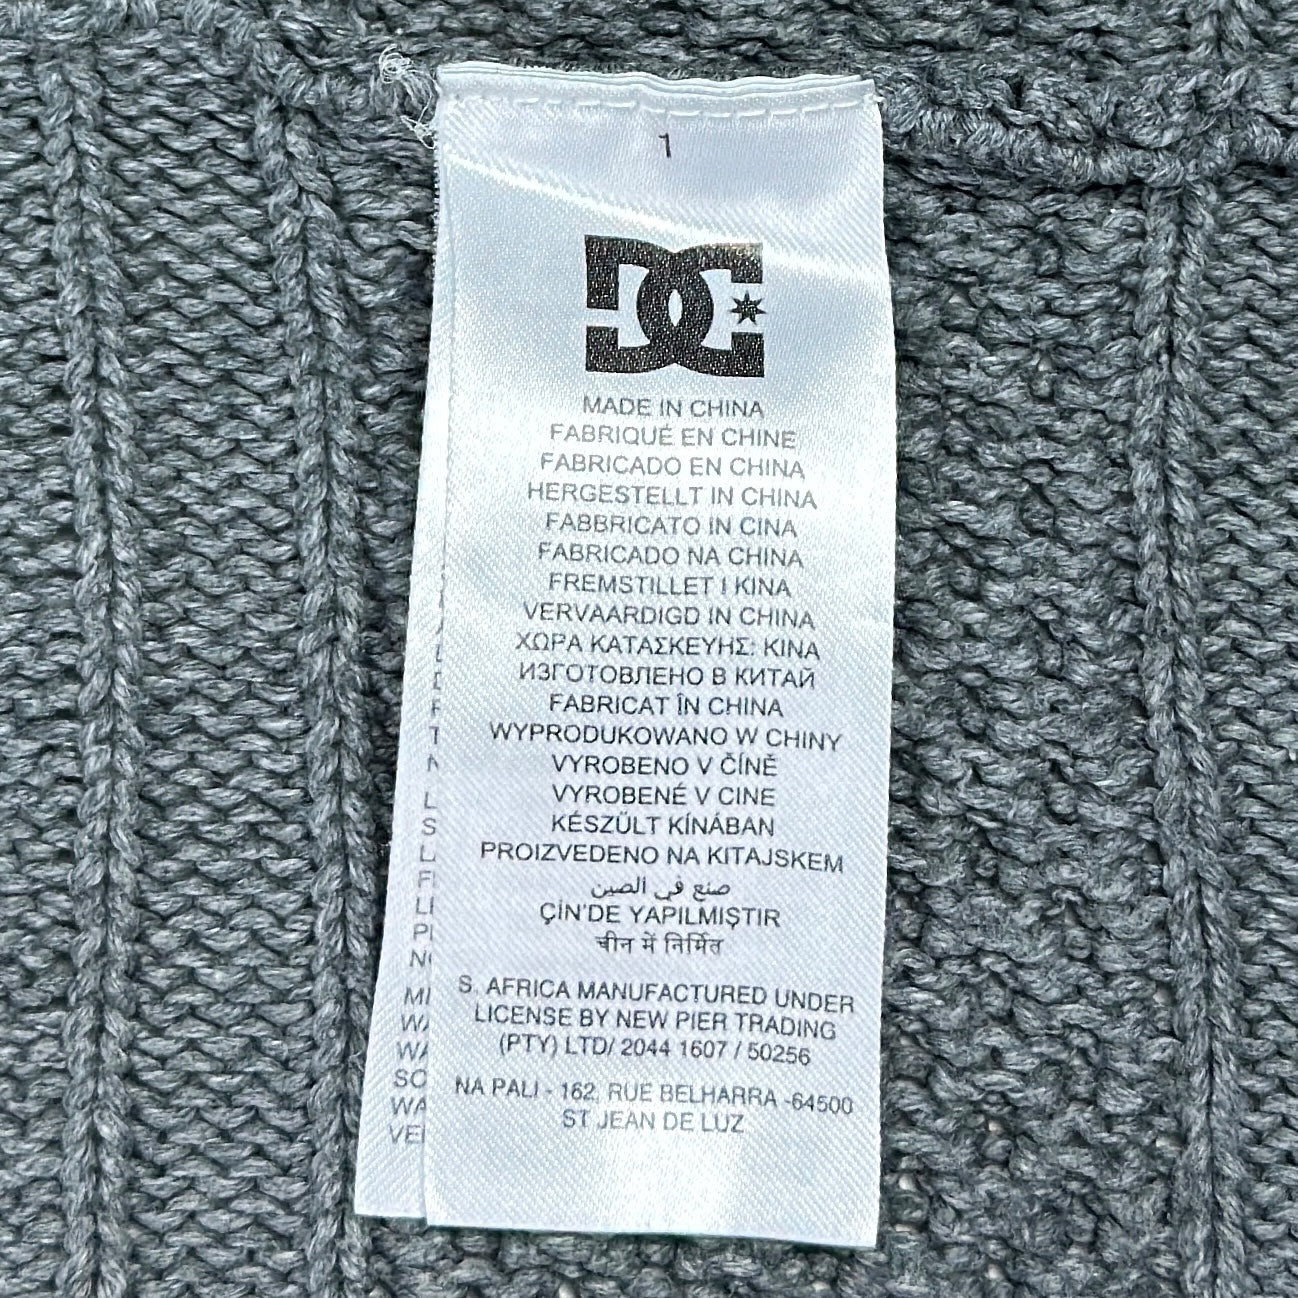 1
DC
MADE IN CHINA
FABRIQUÉ EN CHINE
FABRICADO EN CHINA
HERGESTELLT IN CHINA
FABBRICATO IN CINA
FABRICADO NA CHINA
FREMSTILLET I KINA
VERVAARDIGD IN CHINA
ΧΩΡΑ ΚΑΤΑΣΚΕΥΗΣ: ΚΙΝΑ
ИЗГОТОВЛЕНО В КИТАЙ
FABRICAT ÎN CHINA
WYPRODUKOWANO W CHINY
VYROBENO V ČÍNĚ
VYROBENÉ V CINE
KÉSZÜLT KÍNÁBAN
PROIZVEDENO NA KITAJSKEM
صنع في الصين
ÇİN'DE YAPILMIŞTIR
चीन में निर्मित
S. AFRICA MANUFACTURED UNDER
LICENSE BY NEW PIER TRADING
(PTY) LTD/ 2044 1607 / 50256
NA PALI - 162, RUE BELHARRA -64500
ST JEAN DE LUZ